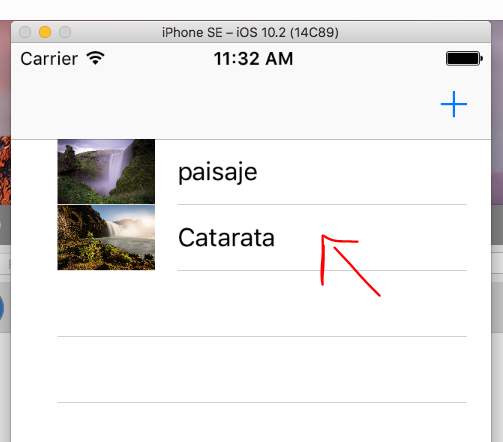 iPhone SE – iOS 10.2 (14C89)
Carrier 11:32 AM
paisaje
Catarata